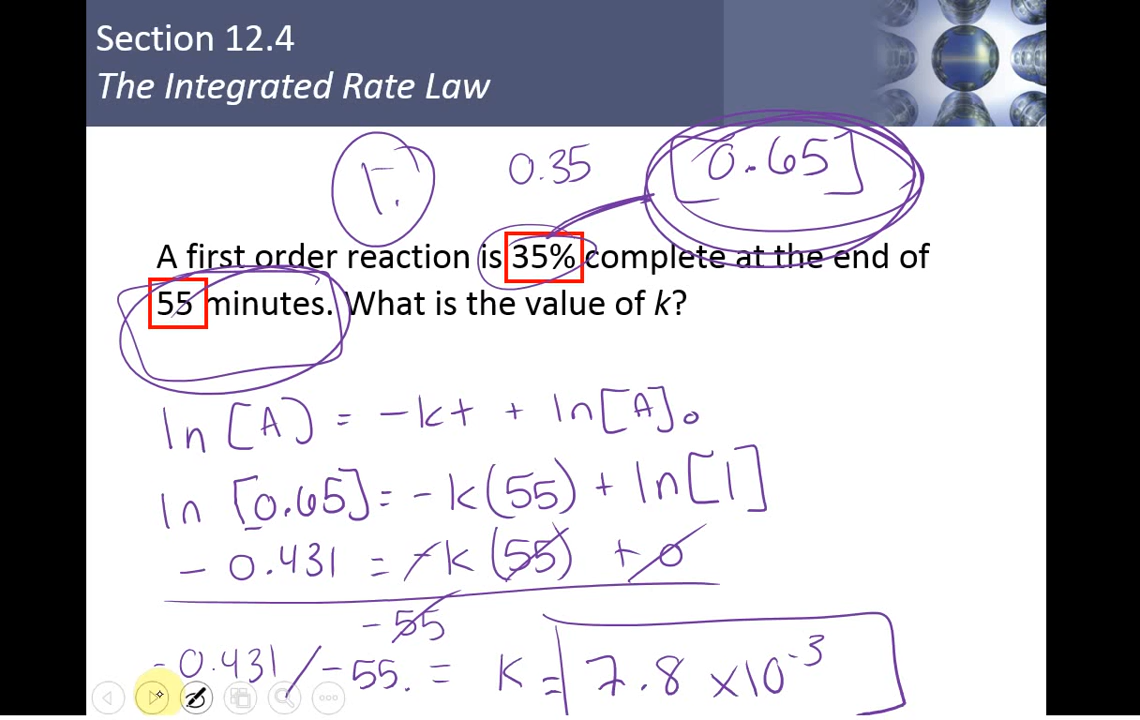 Section 12.4
The Integrated Rate Law
0.35 [0.65]
A first order reaction is 35% complete at the end of
55 minutes. What is the value of k?
ln [A] = -kt + ln[A]₀
ln [0.65] = -k(55) + ln[1]
- 0.431 = -k (55) + 0
-55
-0.431/-55. = k = 7.8 x10⁻³